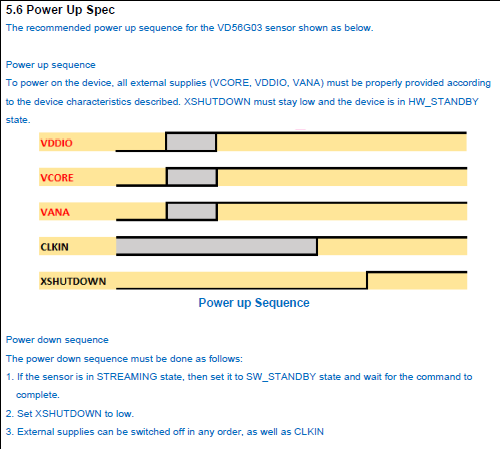 5.6 Power Up Spec
The recommended power up sequence for the VD56G03 sensor shown as below.
Power up sequence
To power on the device, all external supplies (VCORE, VDDIO, VANA) must be properly provided according
to the device characteristics described. XSHUTDOWN must stay low and the device is in HW_STANDBY
state.
VDDIO
VCORE
VANA
CLKIN
XSHUTDOWN
Power up Sequence
Power down sequence
The power down sequence must be done as follows:
1. If the sensor is in STREAMING state, then set it to SW_STANDBY state and wait for the command to
complete.
2. Set XSHUTDOWN to low.
3. External supplies can be switched off in any order, as well as CLKIN